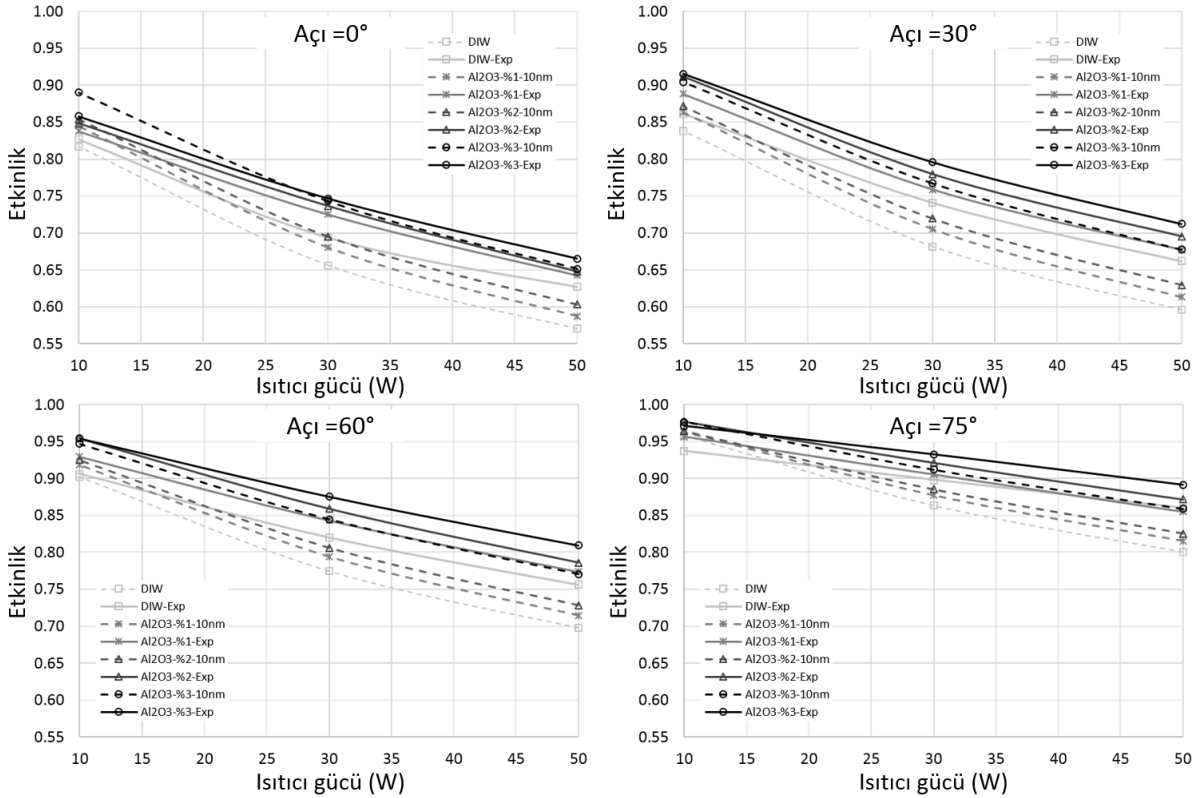 Açı =0°
Etkinlik
1.00
0.95
0.90
0.85
0.80
0.75
0.70
0.65
0.60
0.55
DIW
DIW-Exp
Al2O3-%1-10nm
Al2O3-%1-Exp
Al2O3-%2-10nm
Al2O3-%2-Exp
Al2O3-%3-10nm
Al2O3-%3-Exp
10 15 20 25 30 35 40 45 50
Isıtıcı gücü (W)
Açı =30°
Etkinlik
1.00
0.95
0.90
0.85
0.80
0.75
0.70
0.65
0.60
0.55
DIW
DIW-Exp
Al2O3-%1-10nm
Al2O3-%1-Exp
Al2O3-%2-10nm
Al2O3-%2-Exp
Al2O3-%3-10nm
Al2O3-%3-Exp
10 15 20 25 30 35 40 45 50
Isıtıcı gücü (W)
Açı =60°
Etkinlik
1.00
0.95
0.90
0.85
0.80
0.75
0.70
0.65
0.60
0.55
DIW
DIW-Exp
Al2O3-%1-10nm
Al2O3-%1-Exp
Al2O3-%2-10nm
Al2O3-%2-Exp
Al2O3-%3-10nm
Al2O3-%3-Exp
10 15 20 25 30 35 40 45 50
Isıtıcı gücü (W)
Açı =75°
Etkinlik
1.00
0.95
0.90
0.85
0.80
0.75
0.70
0.65
0.60
0.55
DIW
DIW-Exp
Al2O3-%1-10nm
Al2O3-%1-Exp
Al2O3-%2-10nm
Al2O3-%2-Exp
Al2O3-%3-10nm
Al2O3-%3-Exp
10 15 20 25 30 35 40 45 50
Isıtıcı gücü (W)